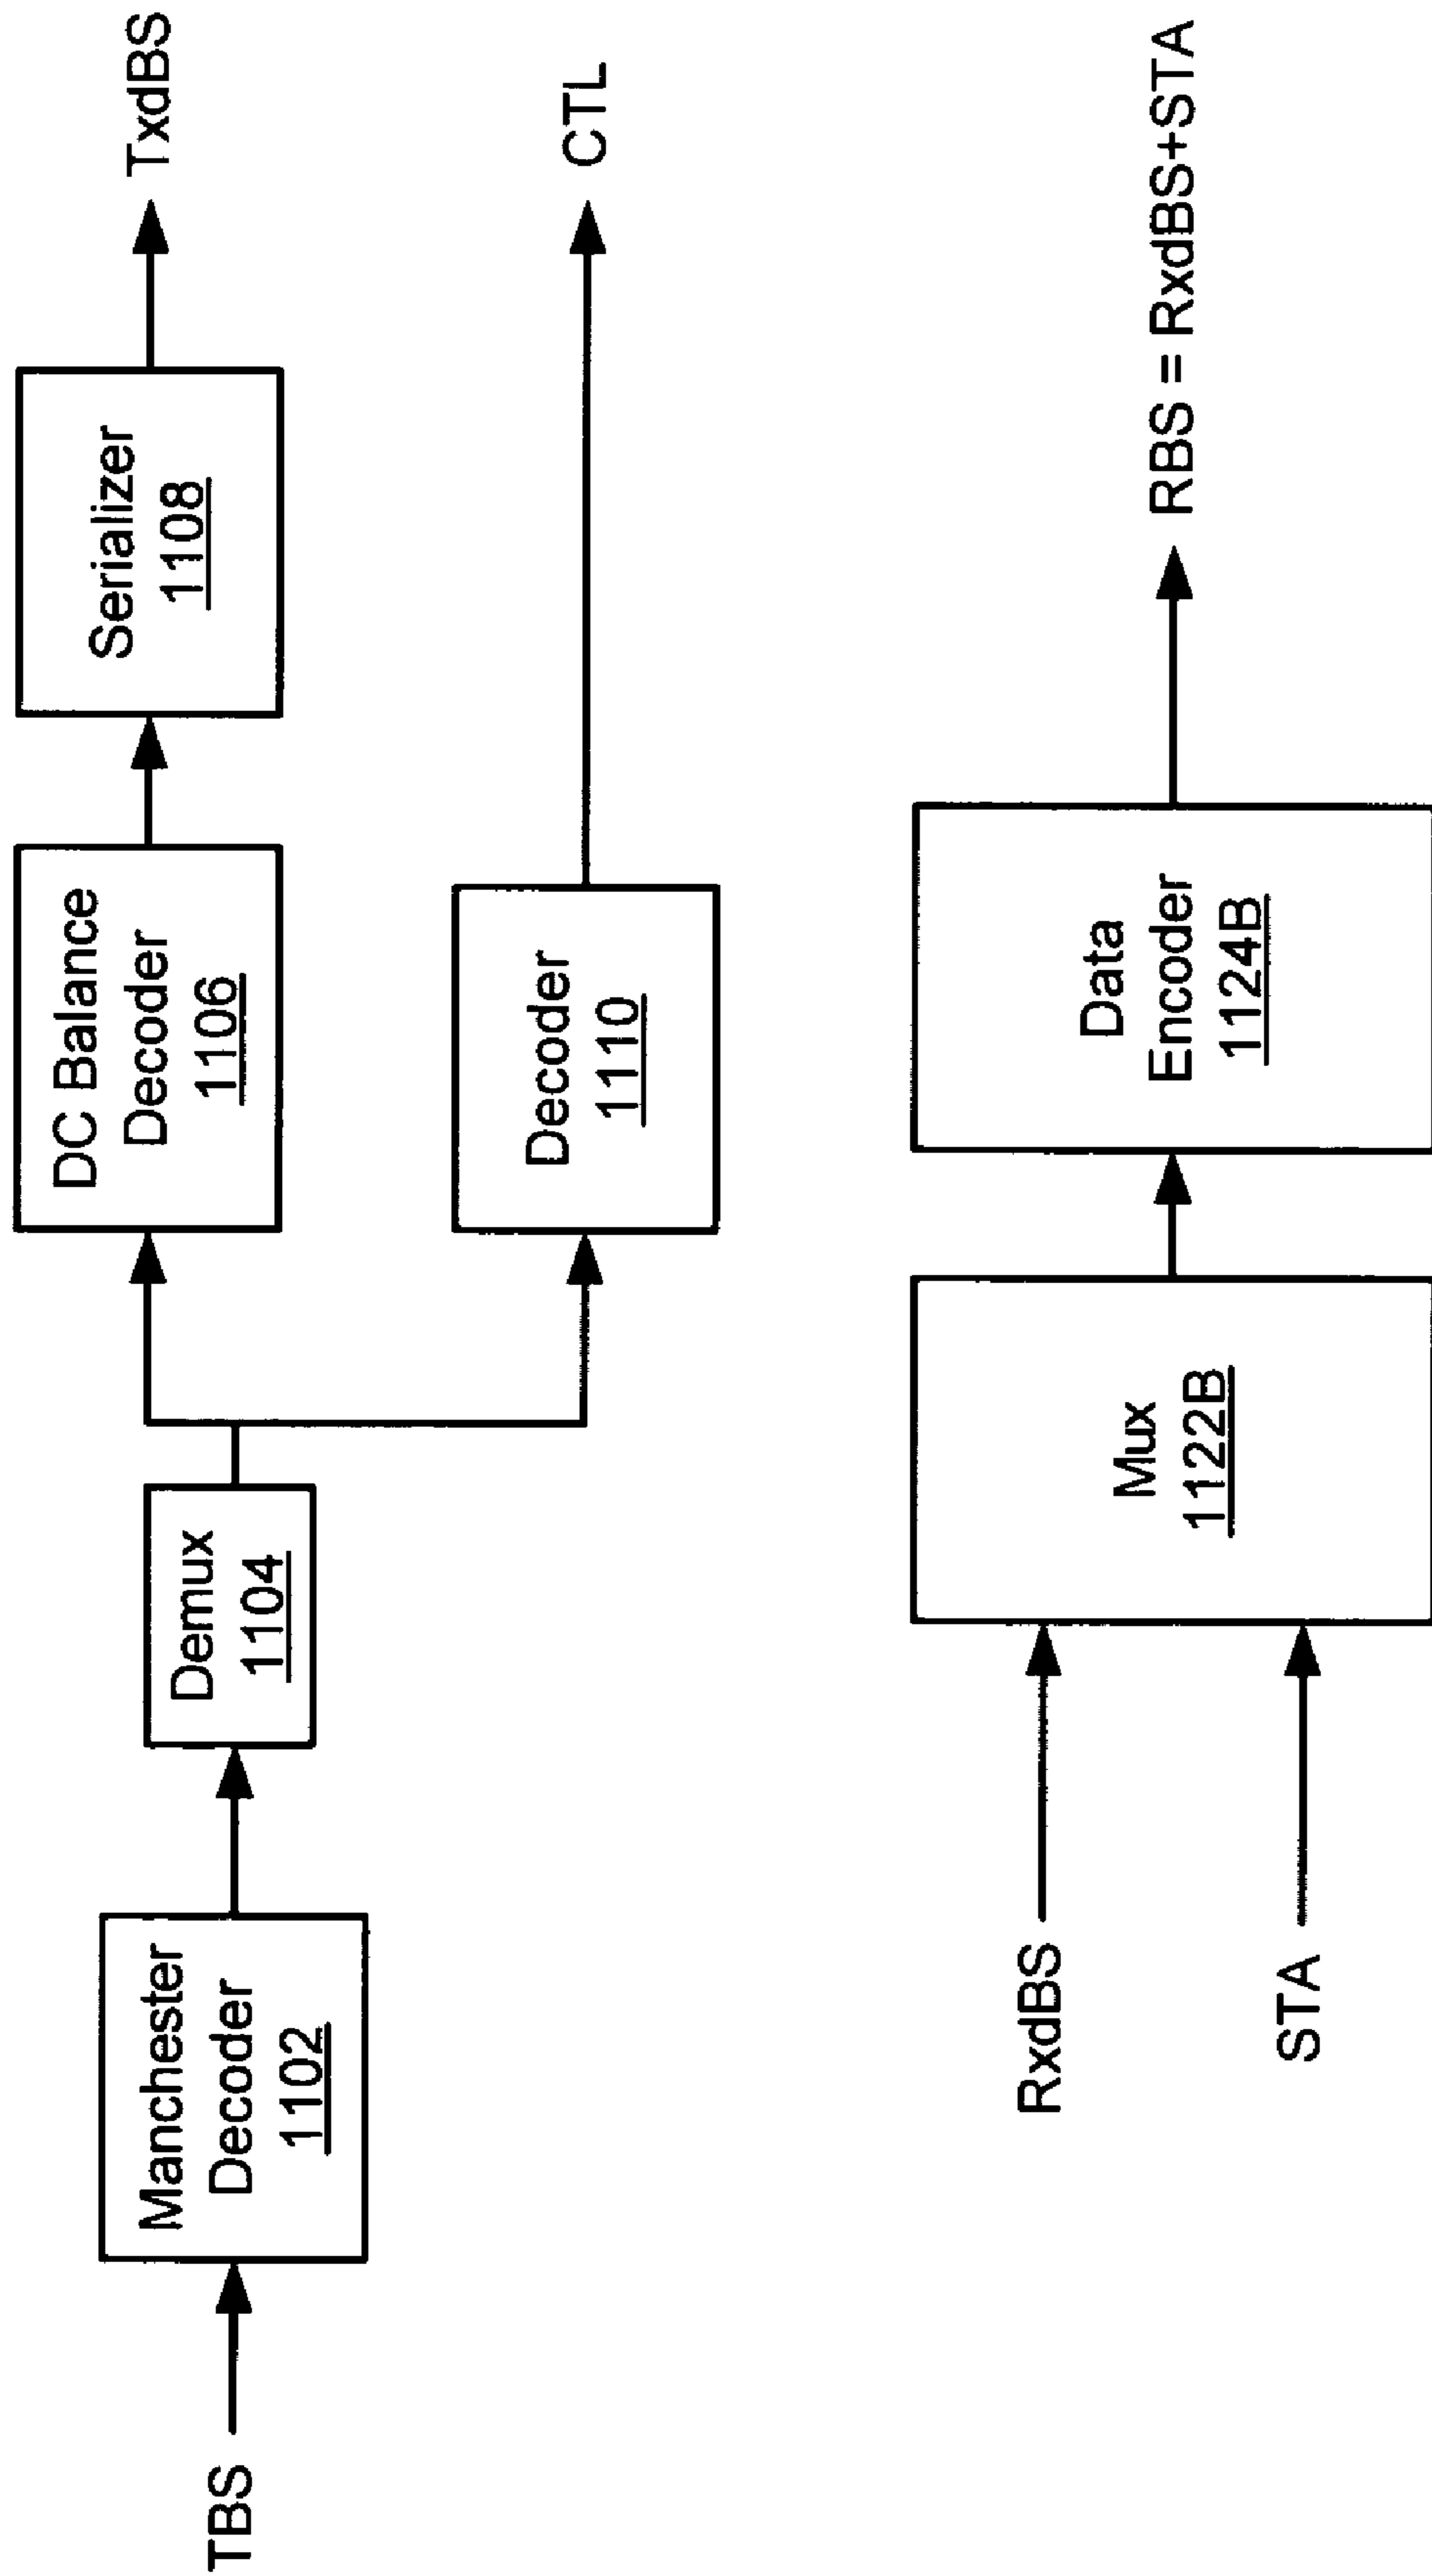 TBS
Manchester
Decoder
1102
Demux
1104
DC Balance
Decoder
1106
Serializer
1108
TxdBS
Decoder
1110
CTL
RxdBS
STA
Mux
1122B
Data
Encoder
1124B
RBS = RxdBS+STA